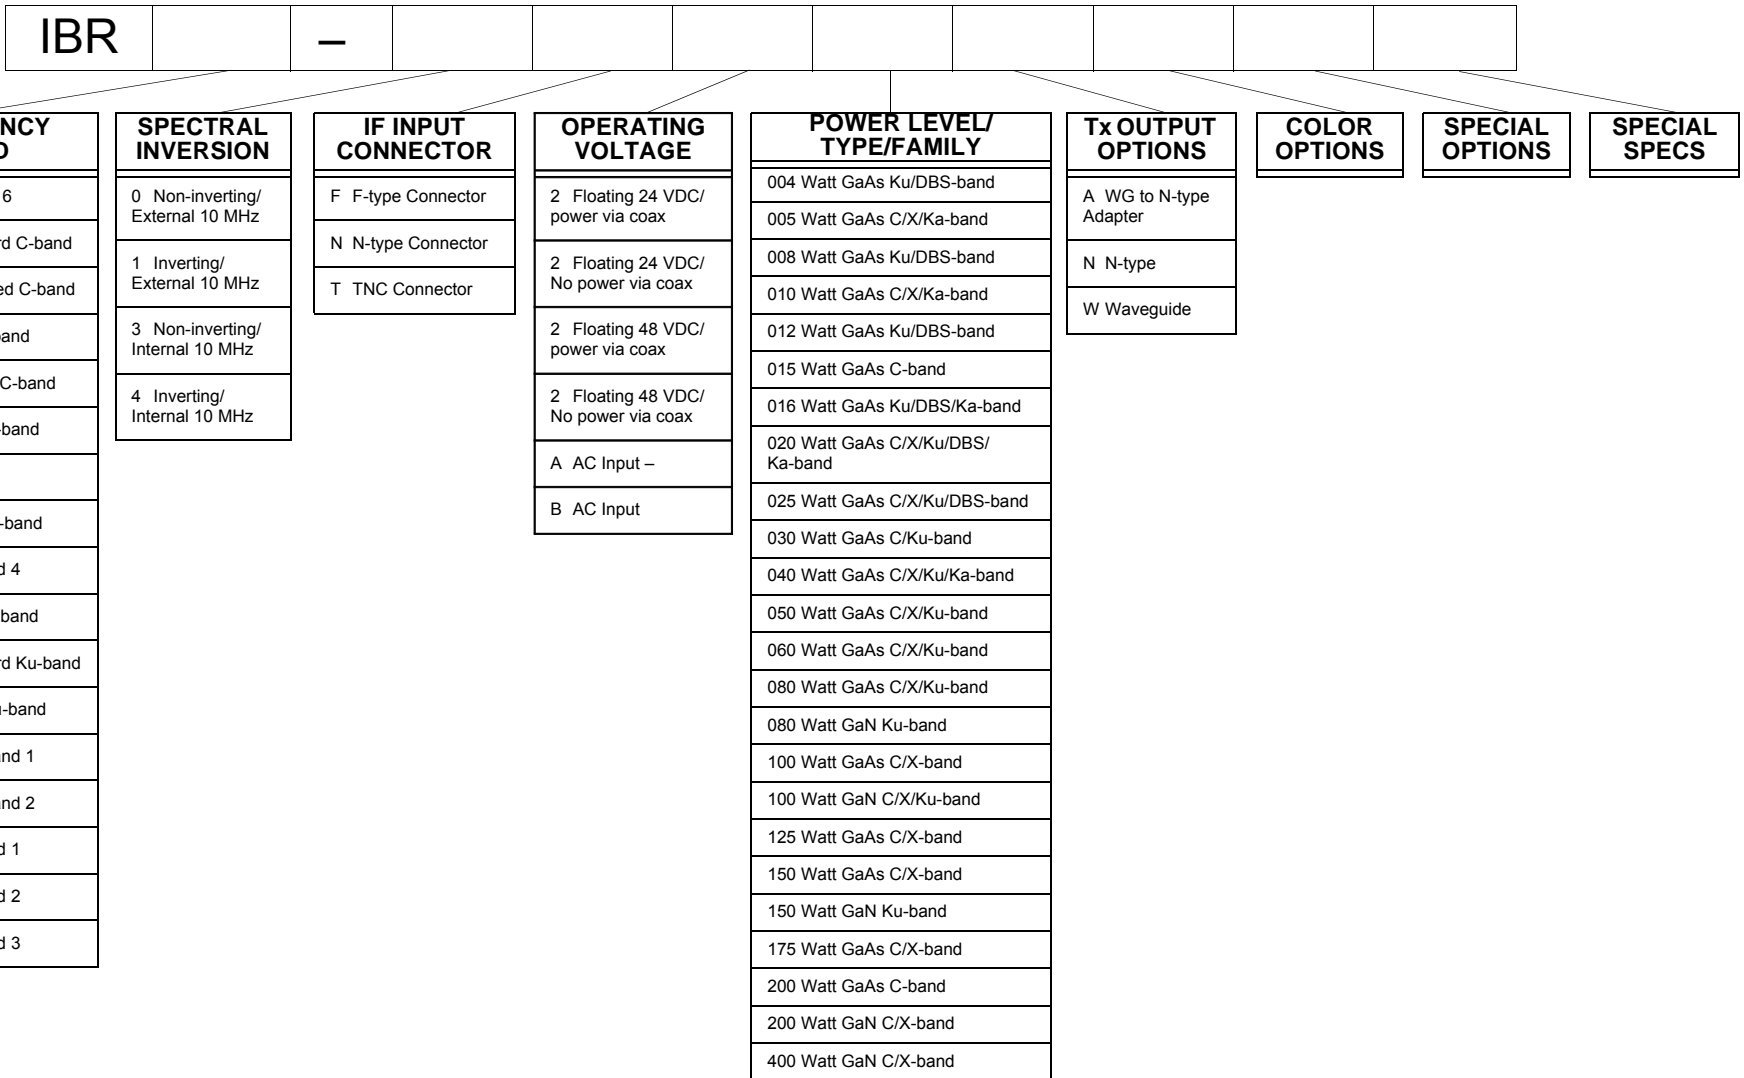 IBR –
NCY
6
C-band
C-band
C-band
4
Ku-band
1
2
1
2
3
SPECTRAL
INVERSION
0 Non-inverting/
External 10 MHz
1 Inverting/
External 10 MHz
3 Non-inverting/
Internal 10 MHz
4 Inverting/
Internal 10 MHz
IF INPUT
CONNECTOR
F F-type Connector
N N-type Connector
T TNC Connector
OPERATING
VOLTAGE
2 Floating 24 VDC/
power via coax
2 Floating 24 VDC/
No power via coax
2 Floating 48 VDC/
power via coax
2 Floating 48 VDC/
No power via coax
A AC Input –
B AC Input
POWER LEVEL/
TYPE/FAMILY
004 Watt GaAs Ku/DBS-band
005 Watt GaAs C/X/Ka-band
008 Watt GaAs Ku/DBS-band
010 Watt GaAs C/X/Ka-band
012 Watt GaAs Ku/DBS-band
015 Watt GaAs C-band
016 Watt GaAs Ku/DBS/Ka-band
020 Watt GaAs C/X/Ku/DBS/
Ka-band
025 Watt GaAs C/X/Ku/DBS-band
030 Watt GaAs C/Ku-band
040 Watt GaAs C/X/Ku/Ka-band
050 Watt GaAs C/X/Ku-band
060 Watt GaAs C/X/Ku-band
080 Watt GaAs C/X/Ku-band
080 Watt GaN Ku-band
100 Watt GaAs C/X-band
100 Watt GaN C/X/Ku-band
125 Watt GaAs C/X-band
150 Watt GaAs C/X-band
150 Watt GaN Ku-band
175 Watt GaAs C/X-band
200 Watt GaAs C-band
200 Watt GaN C/X-band
400 Watt GaN C/X-band
Tx OUTPUT
OPTIONS
A WG to N-type
Adapter
N N-type
W Waveguide
COLOR
OPTIONS
SPECIAL
OPTIONS
SPECIAL
SPECS